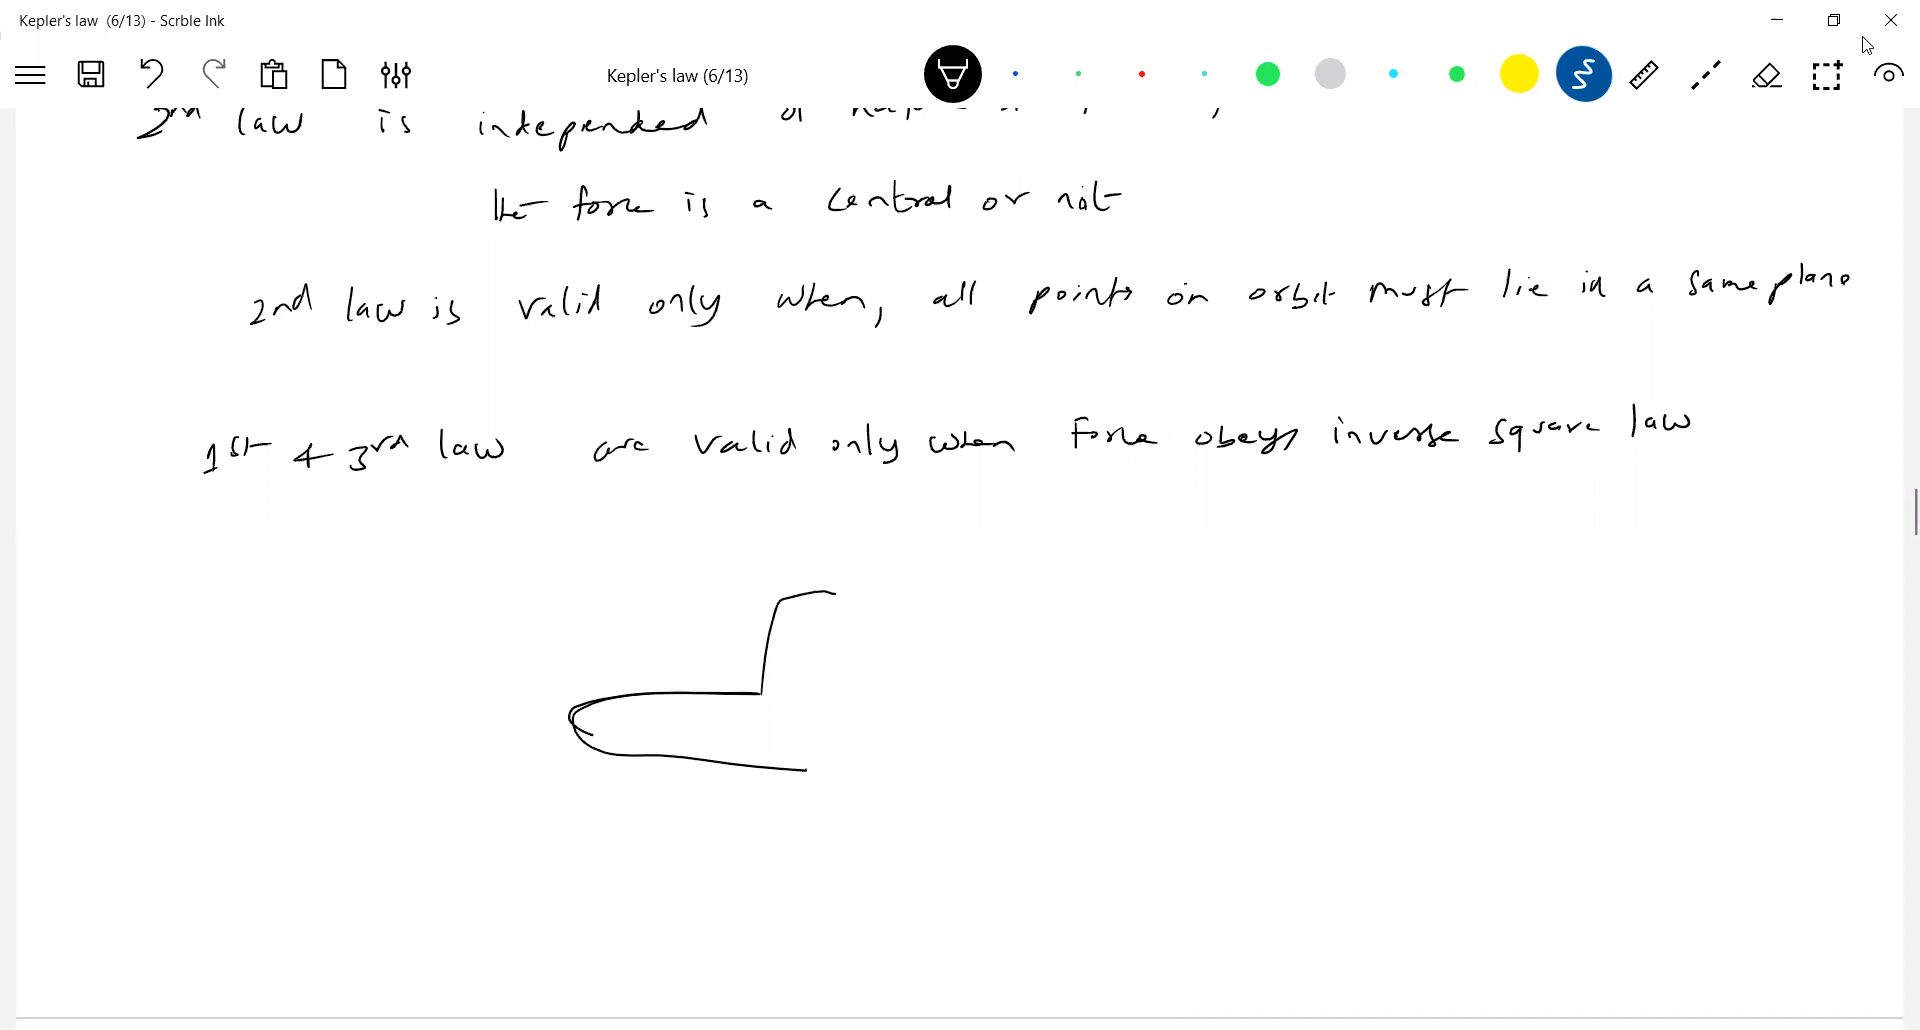 Kepler's law (6/13) - Scrble Ink
Kepler's law (6/13)
2nd law is independed of
the force is a central or not
2nd law is valid only when, all points on orbit must lie in a same plane
1st & 3rd law are valid only when Force obeys inverse square law